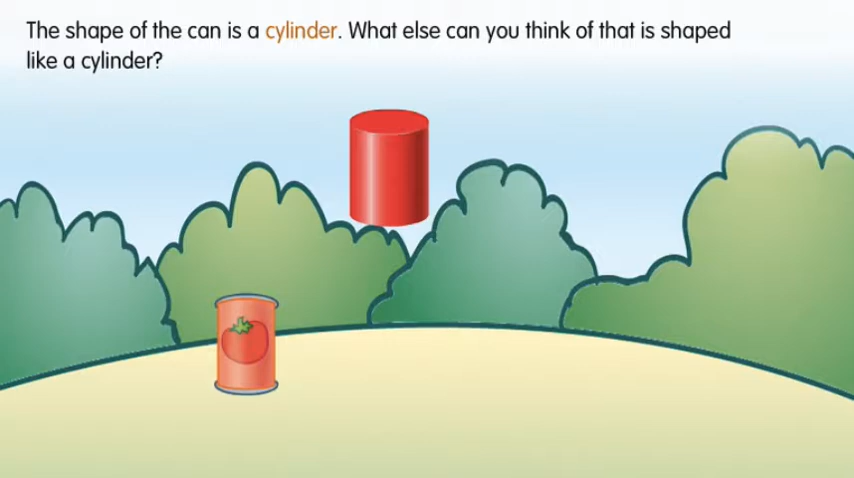 The shape of the can is a cylinder. What else can you think of that is shaped
like a cylinder?